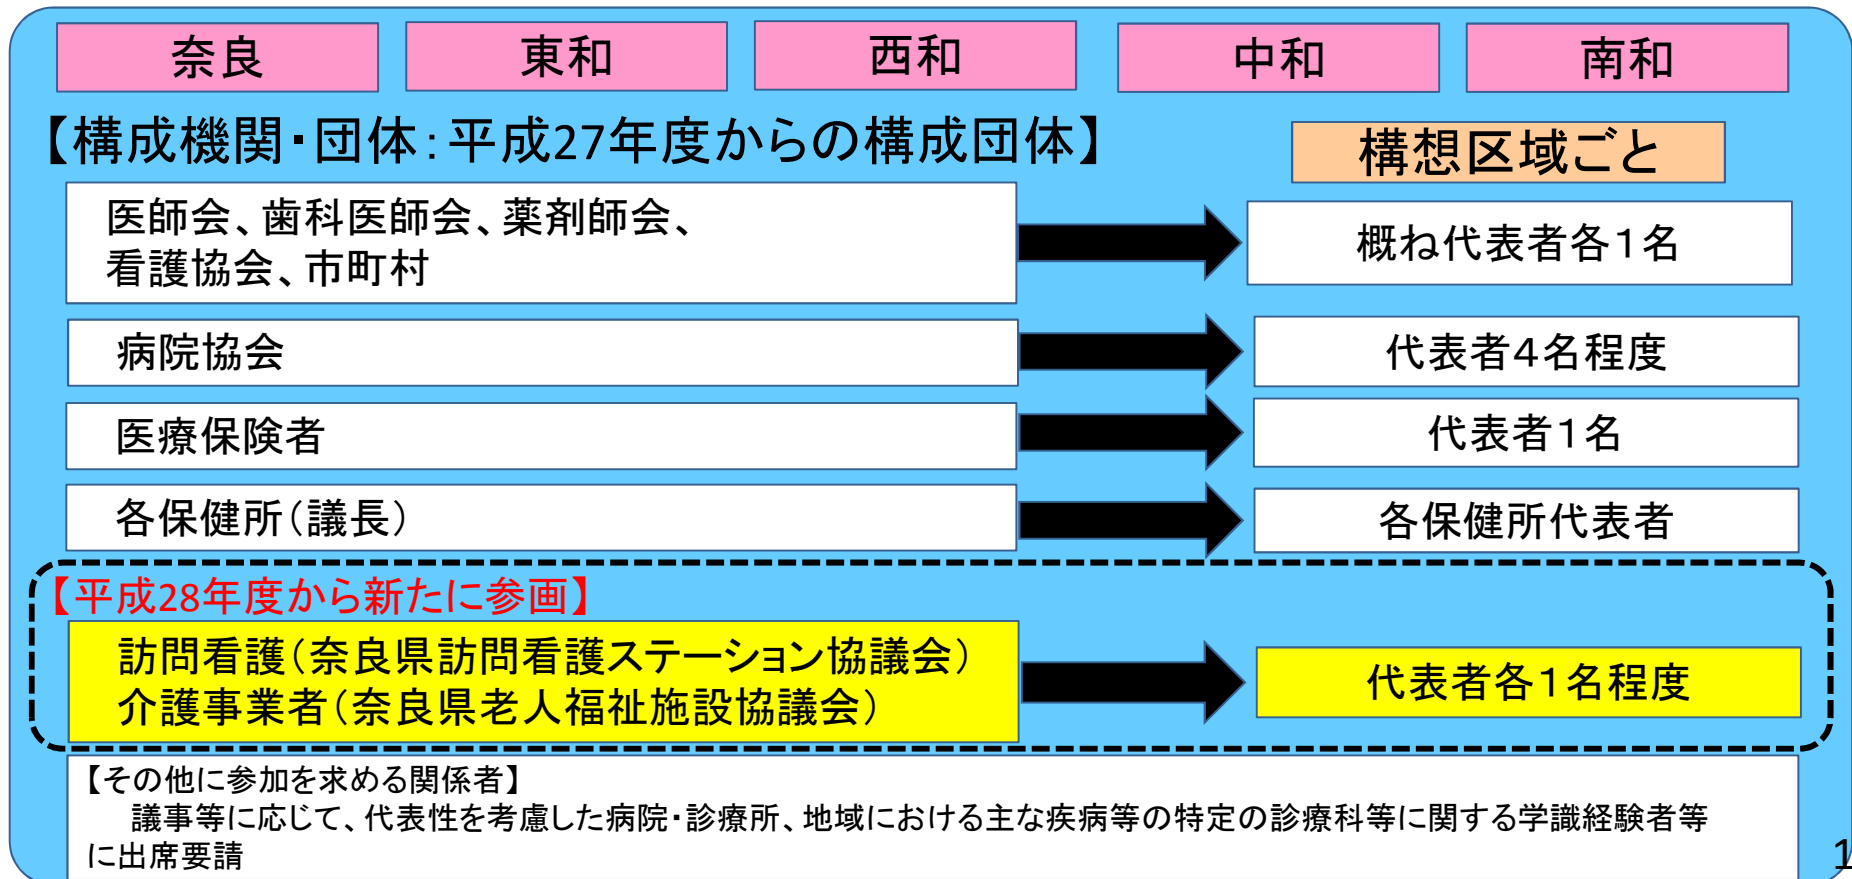 奈良
東和
西和
中和
南和
【構成機関・団体：平成27年度からの構成団体】
構想区域ごと
医師会、歯科医師会、薬剤師会、
看護協会、市町村
概ね代表者各１名
病院協会
代表者４名程度
医療保険者
代表者１名
各保健所（議長）
各保健所代表者
【平成28年度から新たに参画】
訪問看護（奈良県訪問看護ステーション協議会）
介護事業者（奈良県老人福祉施設協議会）
代表者各１名程度
【その他に参加を求める関係者】
議事等に応じて、代表性を考慮した病院・診療所、地域における主な疾病等の特定の診療科等に関する学識経験者等
に出席要請
1